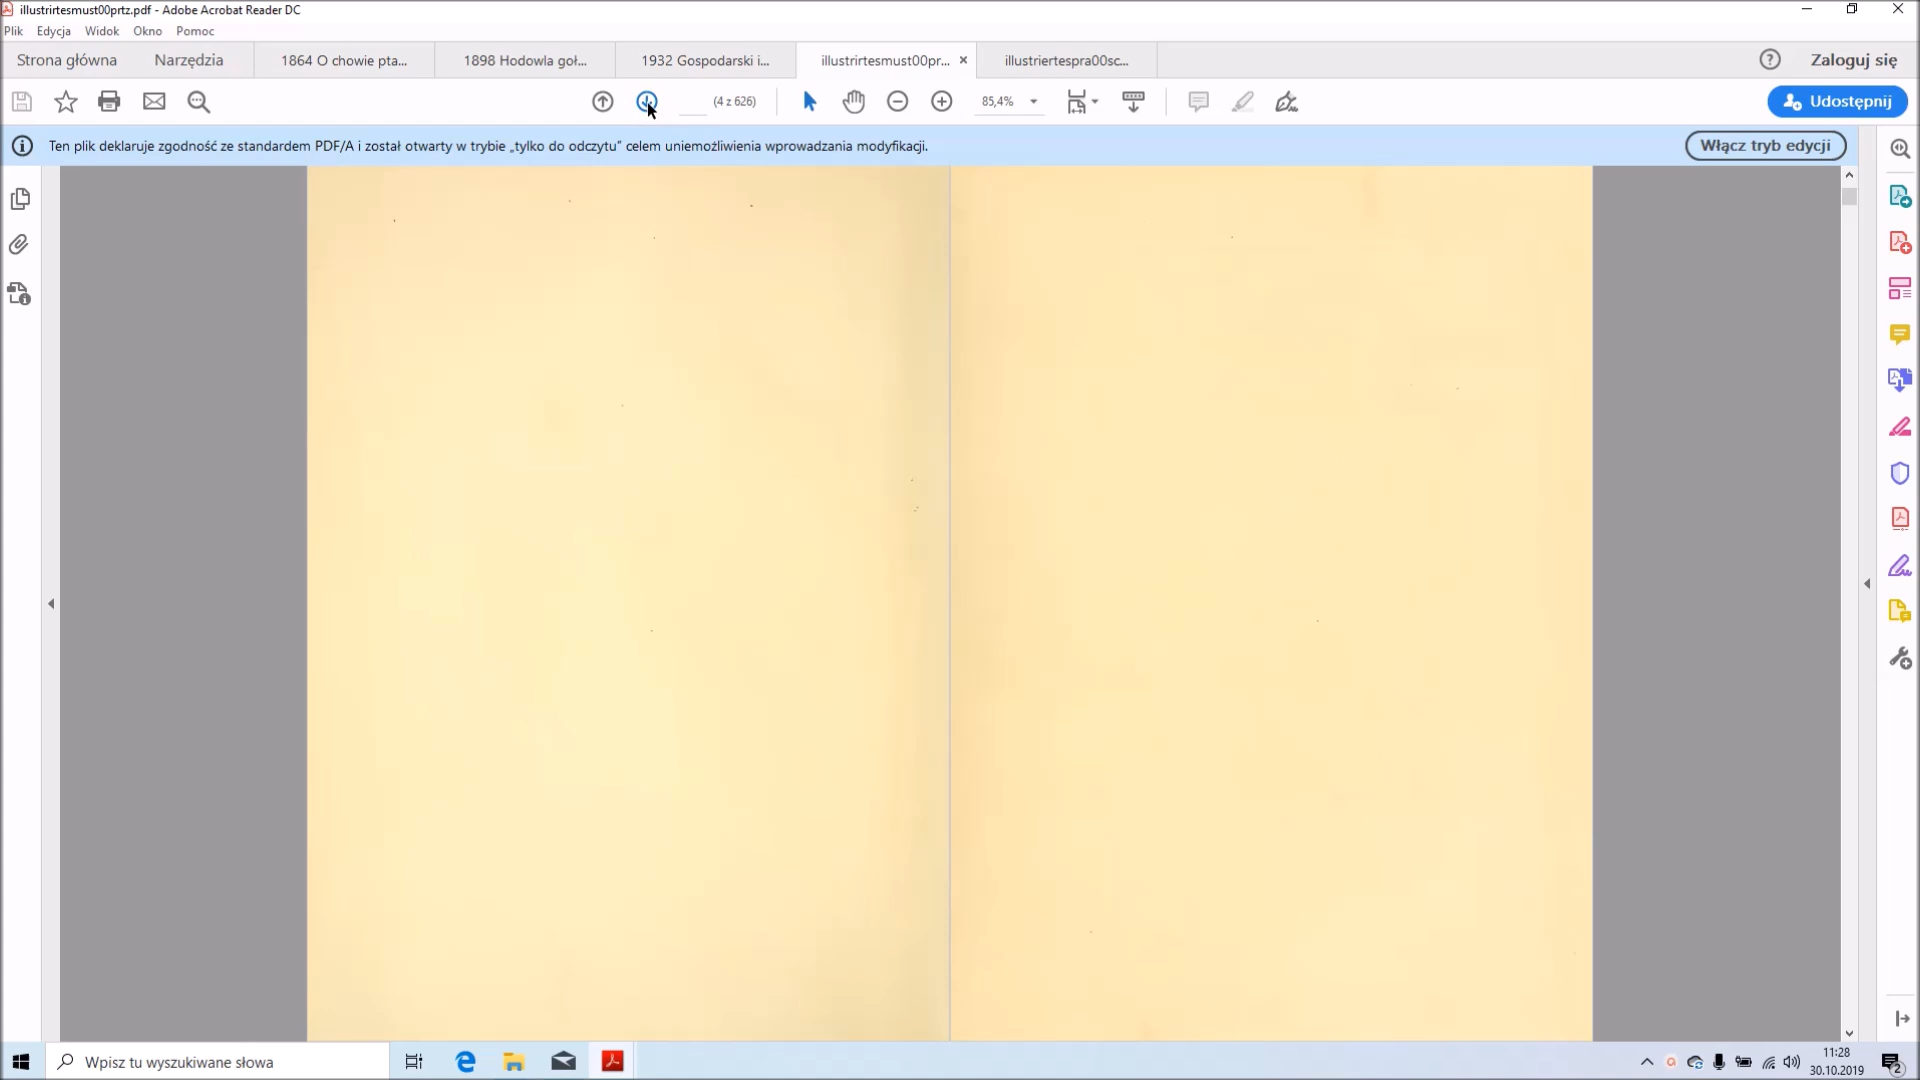 illustrirtesmust00prtz.pdf - Adobe Acrobat Reader DC
Plik Edycja Widok Okno Pomoc
Strona główna Narzędzia 1864 O chowie pta... 1898 Hodowla goł... 1932 Gospodarski i... illustrirtesmust00pr... × illustriertespra00sc... Zaloguj się
(4 z 626) 85,4% Udostępnij
Ten plik deklaruje zgodność ze standardem PDF/A i został otwarty w trybie „tylko do odczytu” celem uniemożliwienia wprowadzania modyfikacji. Włącz tryb edycji
Wpisz tu wyszukiwane słowa
11:28
30.10.2019
2